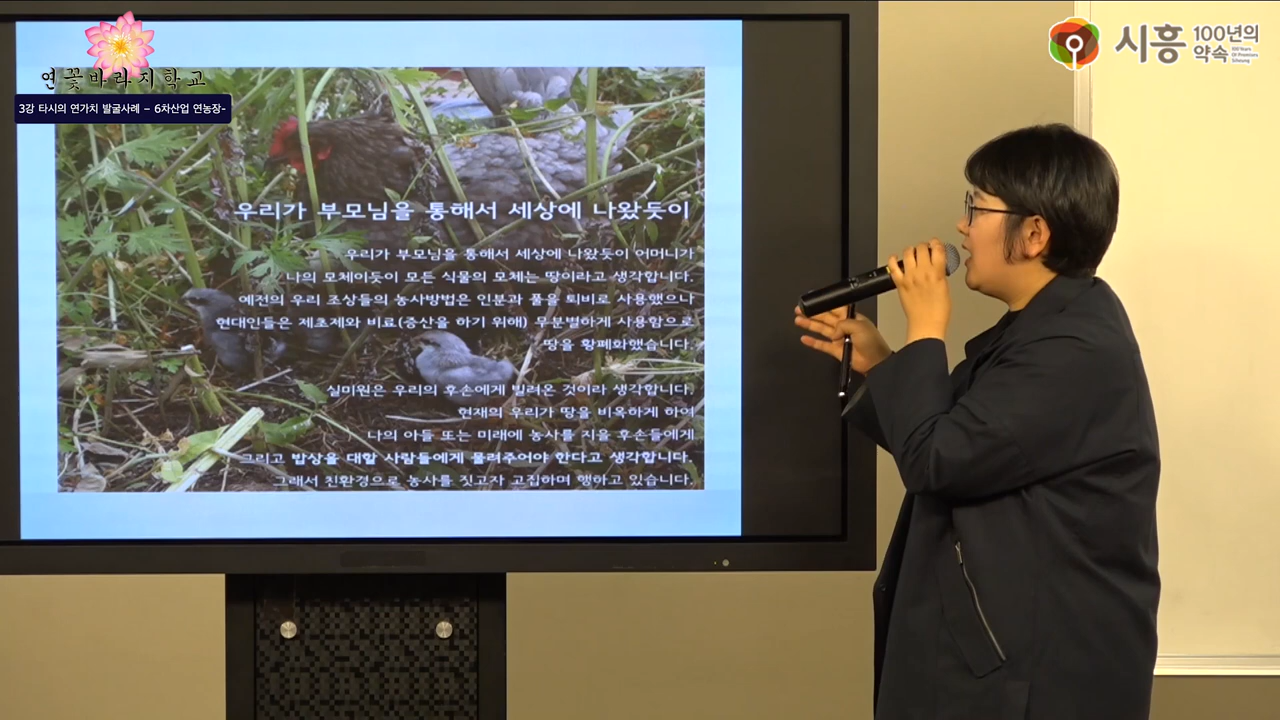 연꽃바라지학교
3강 타시의 연가치 발굴사례 – 6차산업 연농장-
시흥 100년의 약속
100 Years
Of Promises
Siheung
우리가 부모님을 통해서 세상에 나왔듯이
우리가 부모님을 통해서 세상에 나왔듯이 어머니가
나의 모체이듯이 모든 식물의 모체는 땅이라고 생각합니다.
예전의 우리 조상들의 농사방법은 인분과 풀을 퇴비로 사용했으나
현대인들은 제초제와 비료(증산을 하기 위해) 무분별하게 사용함으로
땅을 황폐화했습니다.
실미원은 우리의 후손에게 빌려온 것이라 생각합니다.
현재의 우리가 땅을 비옥하게 하여
나의 아들 또는 미래에 농사를 지을 후손들에게
그리고 밥상을 대할 사람들에게 물려주어야 한다고 생각합니다.
그래서 친환경으로 농사를 짓고자 고집하며 행하고 있습니다.